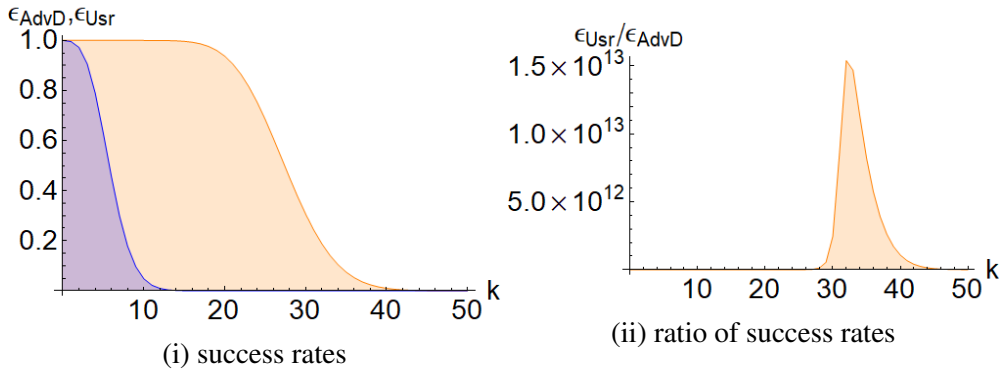 ϵAdvD,ϵUsr
1.0
0.8
0.6
0.4
0.2
10 20 30 40 50 k
(i) success rates
ϵUsr/ϵAdvD
1.5×10^13
1.0×10^13
5.0×10^12
10 20 30 40 50 k
(ii) ratio of success rates